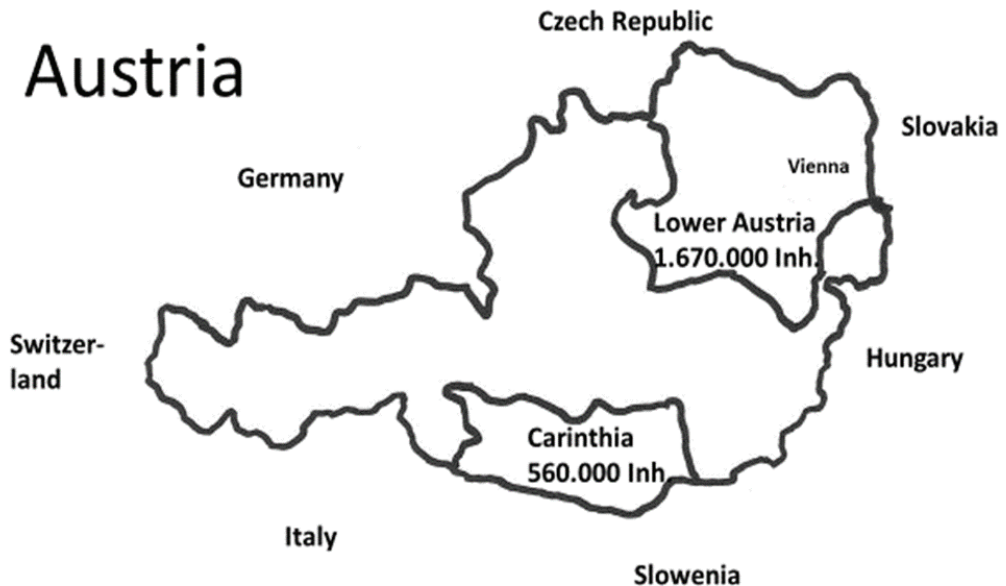 Czech Republic
Austria
Slovakia
Germany
Vienna
Lower Austria
1.670.000 Inh.
Switzer-
land
Hungary
Carinthia
560.000 Inh.
Italy
Slowenia